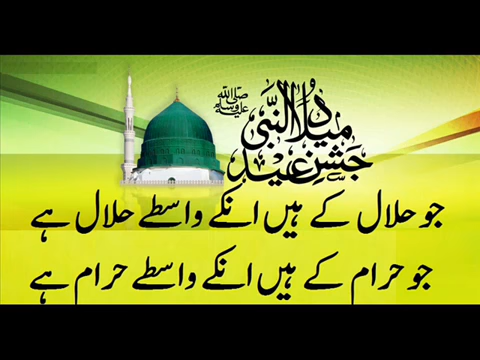 جشن عید
میلاد النبی
صلی اللہ علیہ وسلم
جو حلال کے ہیں انکے واسطے حلال ہے
جو حرام کے ہیں انکے واسطے حرام ہے